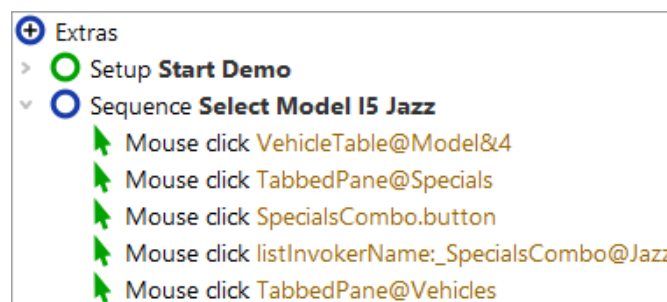 Extras
Setup Start Demo
Sequence Select Model I5 Jazz
Mouse click VehicleTable@Model&4
Mouse click TabbedPane@Specials
Mouse click SpecialsCombo.button
Mouse click listInvokerName:_SpecialsCombo@Jazz
Mouse click TabbedPane@Vehicles